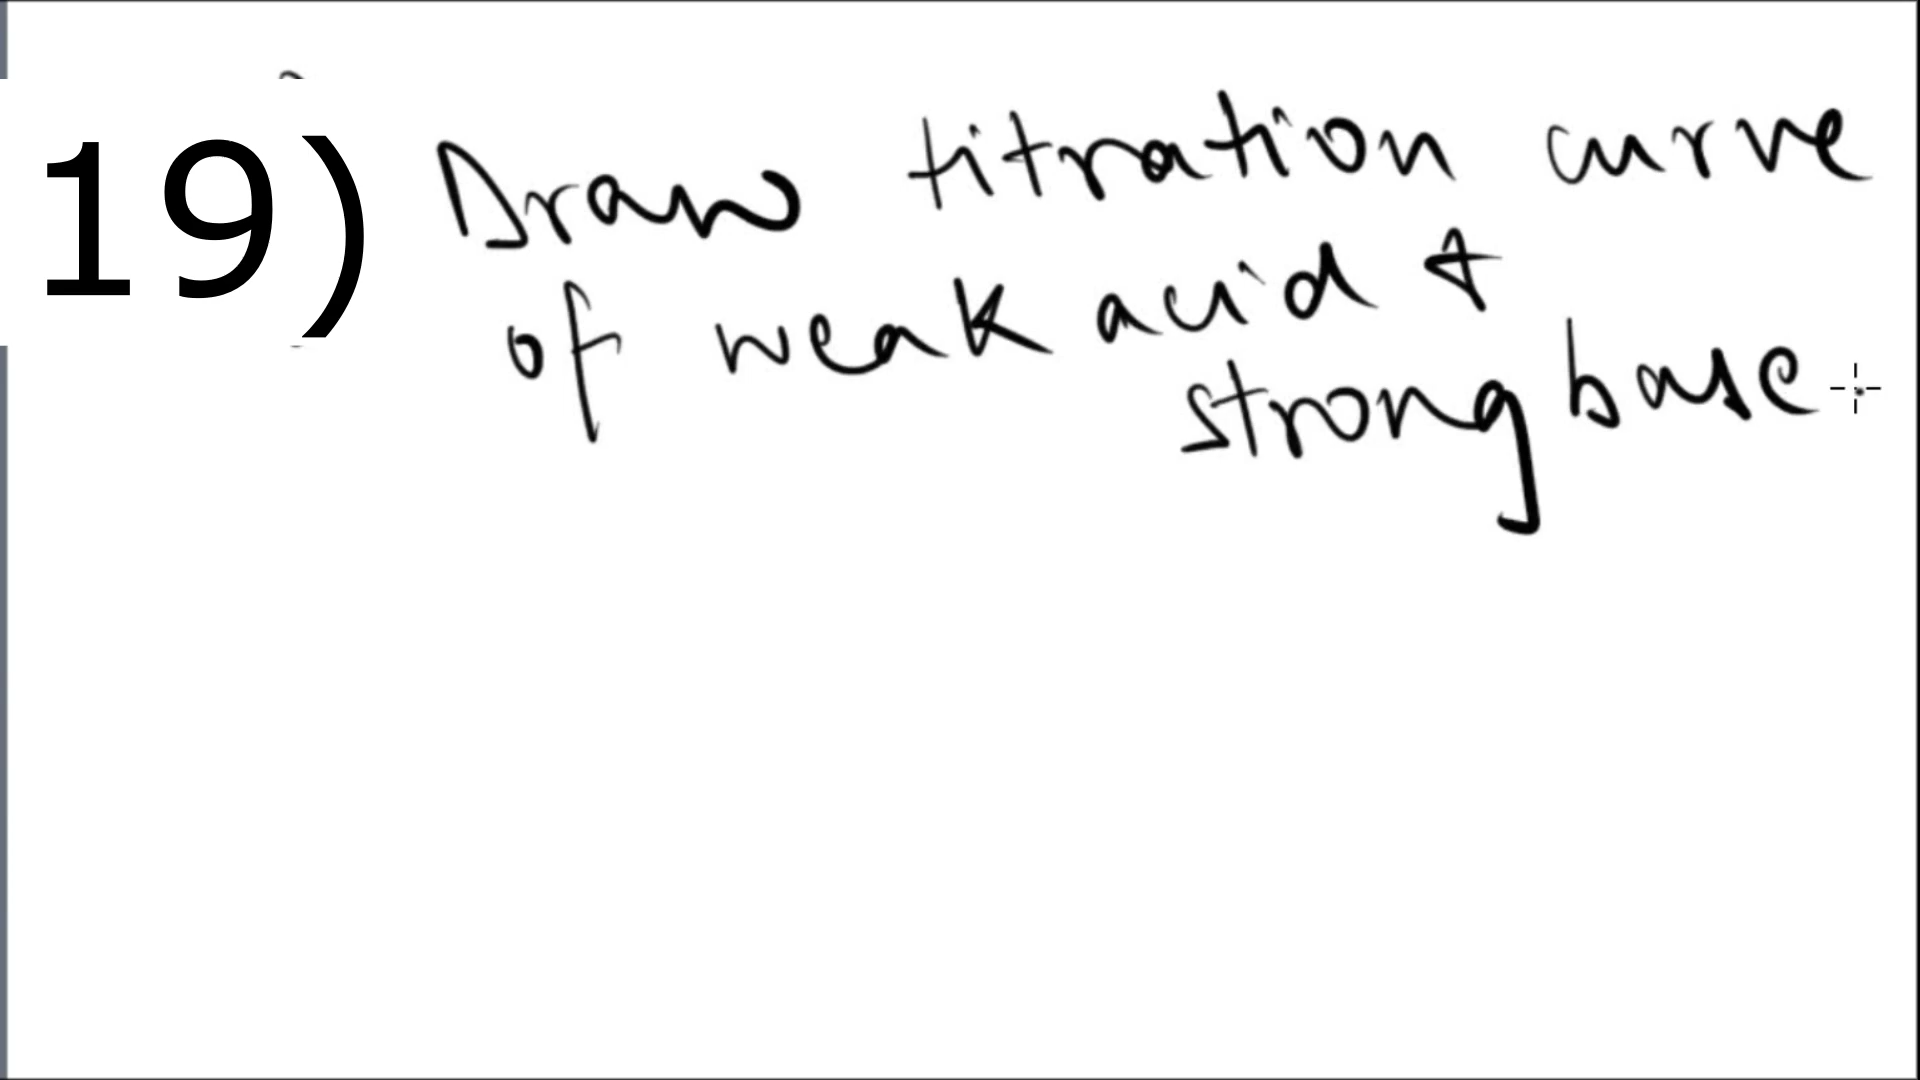 19) Draw titration curve
of weak acid &
strong base